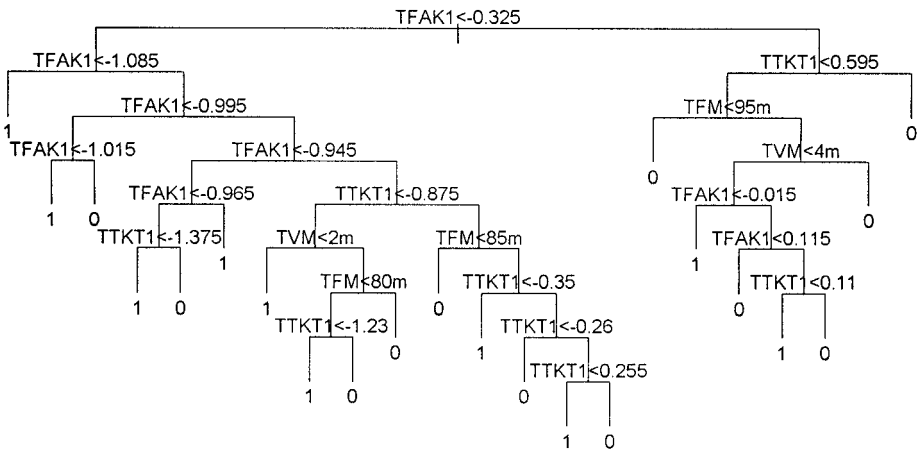 TFAK1<-0.325
TFAK1<-1.085 TTKT1<0.595
TFAK1<-0.995 TFM<95m
1 0
TFAK1<-1.015 TFAK1<-0.945 TVM<4m
0
TFAK1<-0.965 TTKT1<-0.875 TFAK1<-0.015
1 0 0
TTKT1<-1.375 TVM<2m TFM<85m TFAK1<0.115
1 1
TFM<80m TTKT1<-0.35 TTKT1<0.11
1 0 1 0 0
TTKT1<-1.23 TTKT1<-0.26
0 1 1 0
TTKT1<0.255
1 0 0
1 0